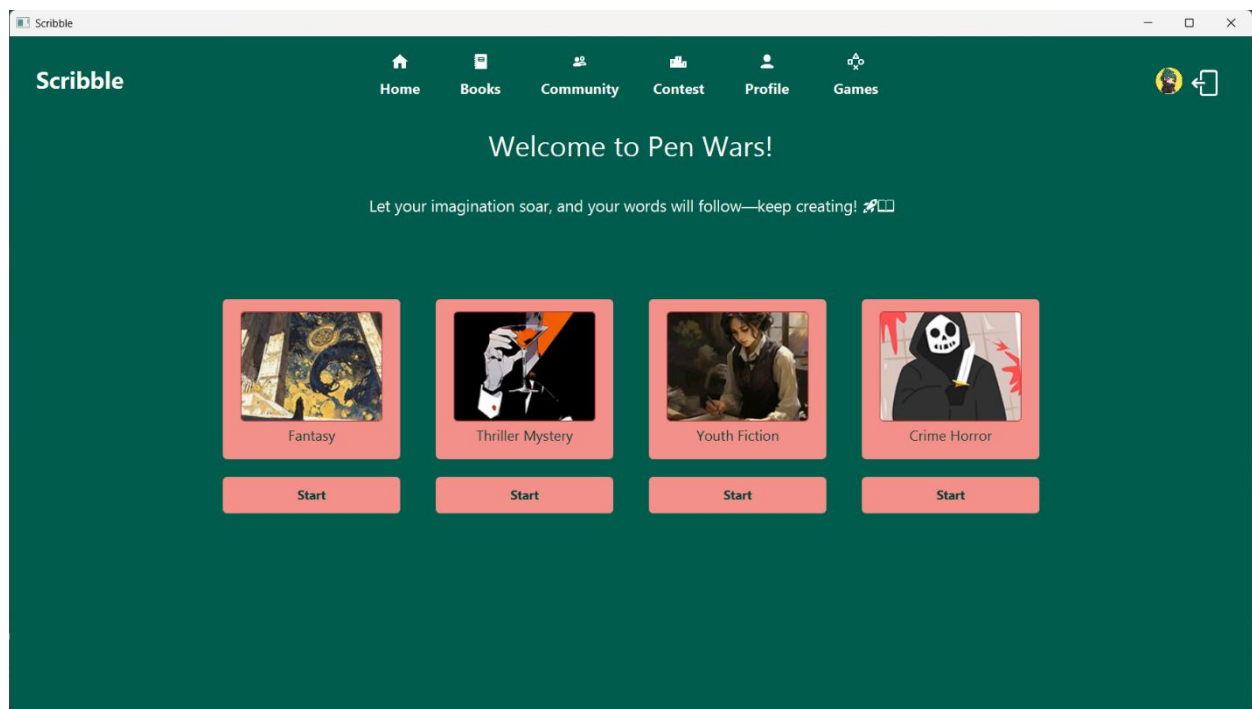 Scribble
Scribble
Home Books Community Contest Profile Games
Welcome to Pen Wars!
Let your imagination soar, and your words will follow—keep creating! 🚀📖
Fantasy Thriller Mystery Youth Fiction Crime Horror
Start Start Start Start